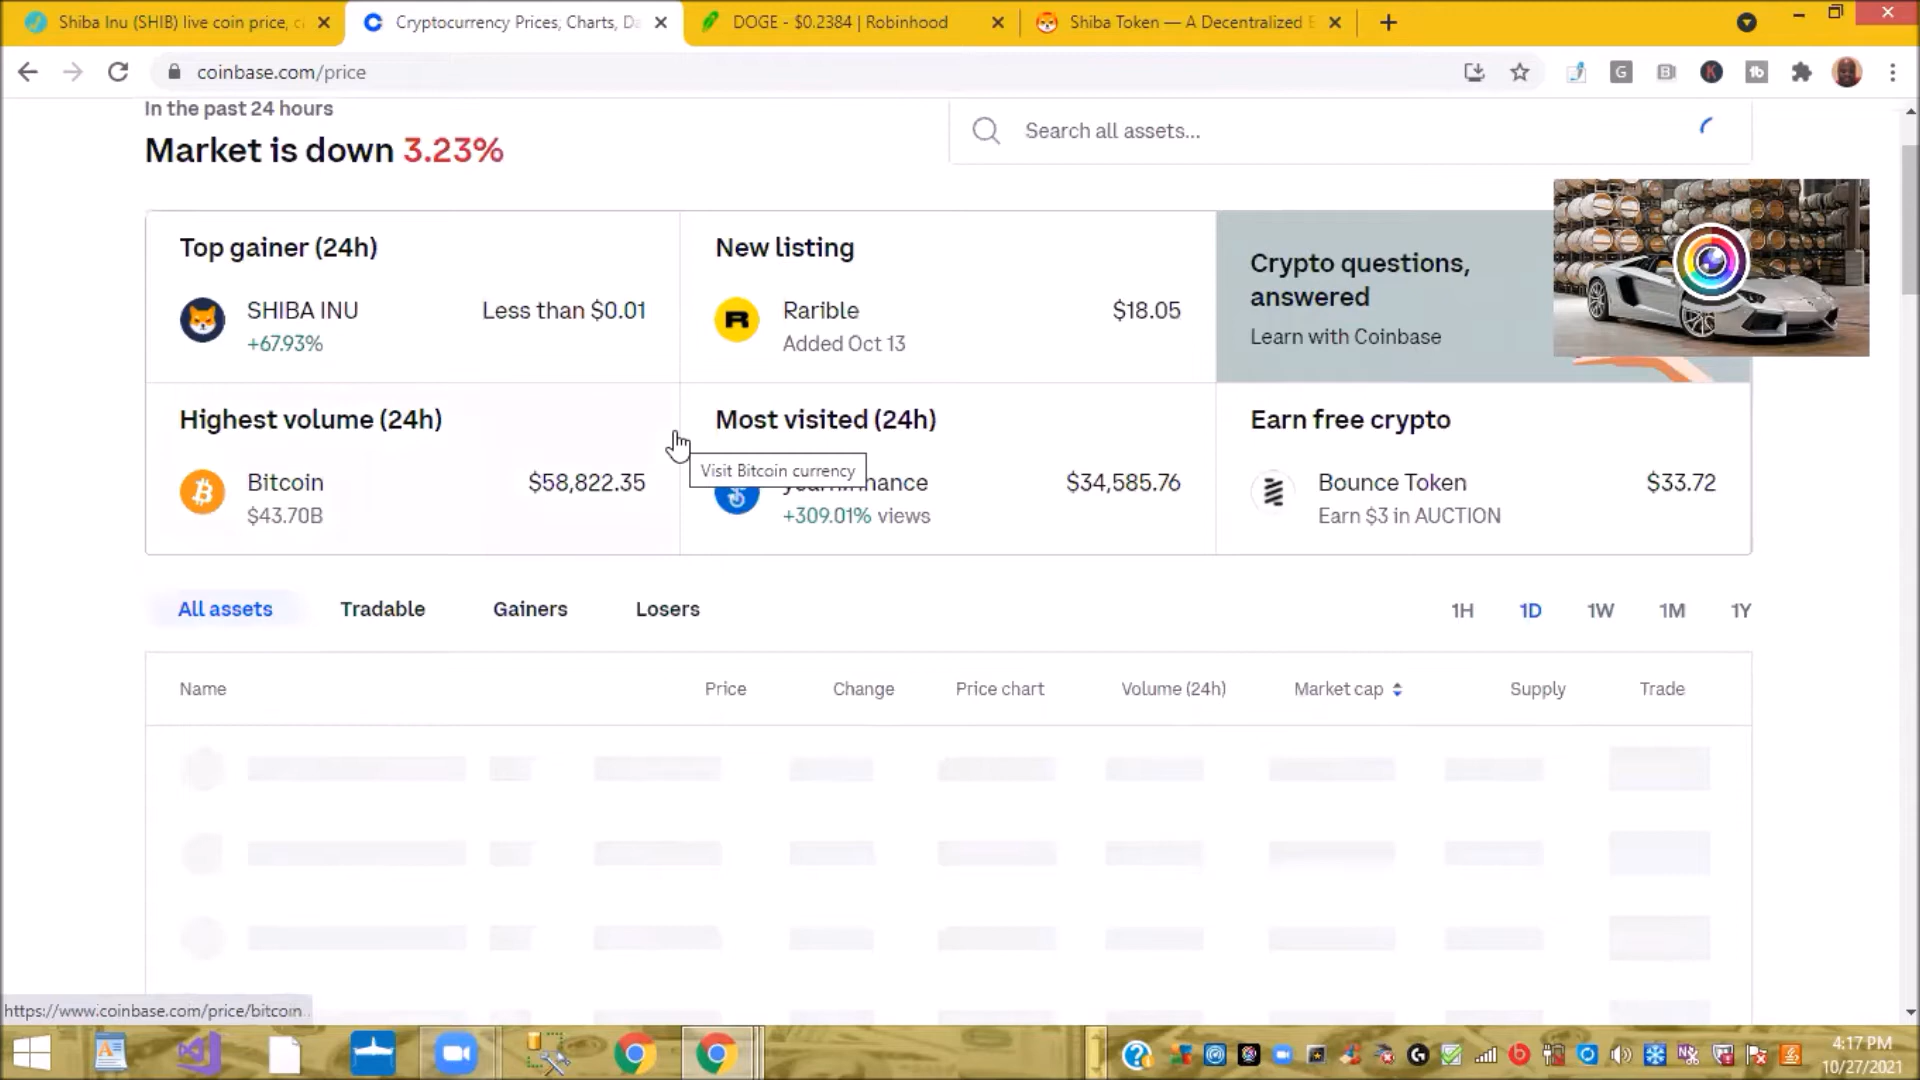 Shiba Inu (SHIB) live coin price, c
Cryptocurrency Prices, Charts, Da
DOGE - $0.2384 | Robinhood
Shiba Token — A Decentralized E
coinbase.com/price
In the past 24 hours
Market is down 3.23%
Search all assets...
Top gainer (24h)
SHIBA INU
Less than $0.01
+67.93%
New listing
Rarible
$18.05
Added Oct 13
Crypto questions,
answered
Learn with Coinbase
Highest volume (24h)
Bitcoin
$58,822.35
$43.70B
Most visited (24h)
Visit Bitcoin currency
$34,585.76
+309.01% views
Earn free crypto
Bounce Token
$33.72
Earn $3 in AUCTION
All assets
Tradable
Gainers
Losers
1H
1D
1W
1M
1Y
Name
Price
Change
Price chart
Volume (24h)
Market cap
Supply
Trade
https://www.coinbase.com/price/bitcoin
4:17 PM
10/27/2021